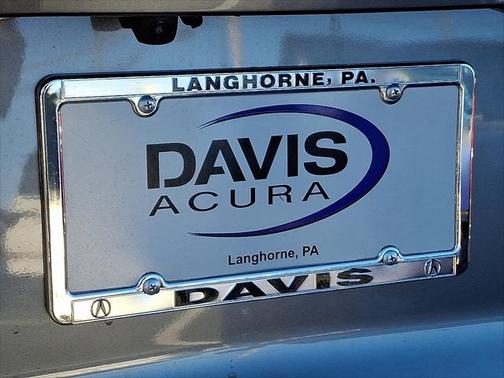 LANGHORNE, PA.
DAVIS
ACURA
Langhorne, PA
DAVIS